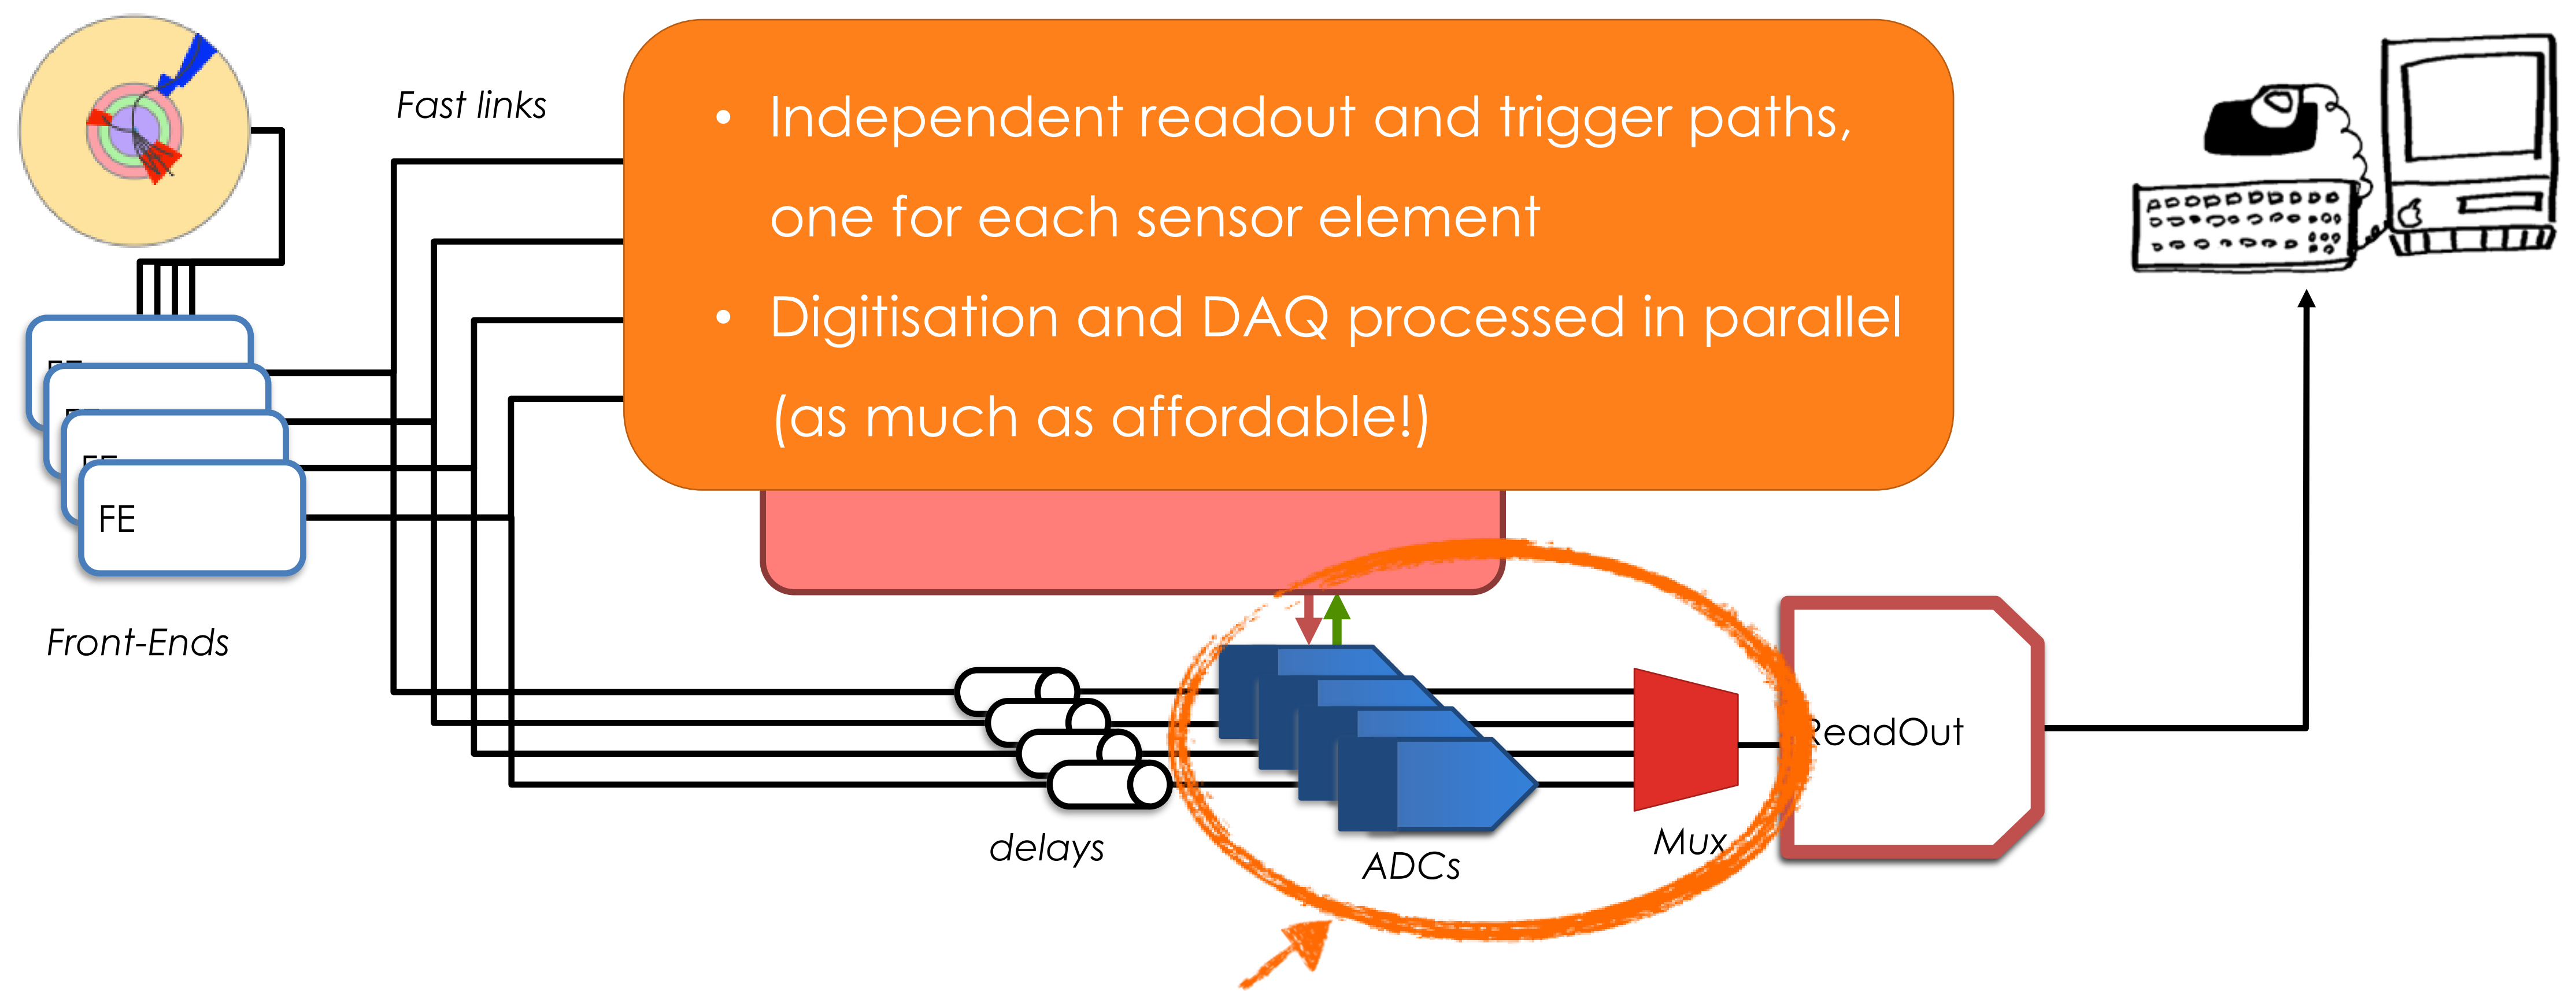 Fast links
• Independent readout and trigger paths,
one for each sensor element
• Digitisation and DAQ processed in parallel
(as much as affordable!)
FE
Front-Ends
ReadOut
delays
ADCs
Mux